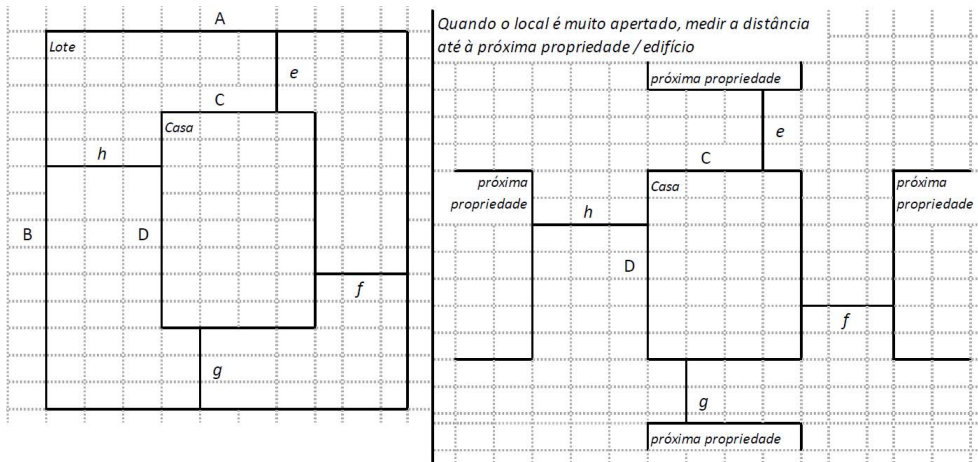 A
Lote
e
C
Casa
h
B
D
f
g
Quando o local é muito apertado, medir a distância
até à próxima propriedade / edifício
próxima propriedade
e
C
próxima
propriedade
Casa
próxima
propriedade
h
D
f
g
próxima propriedade